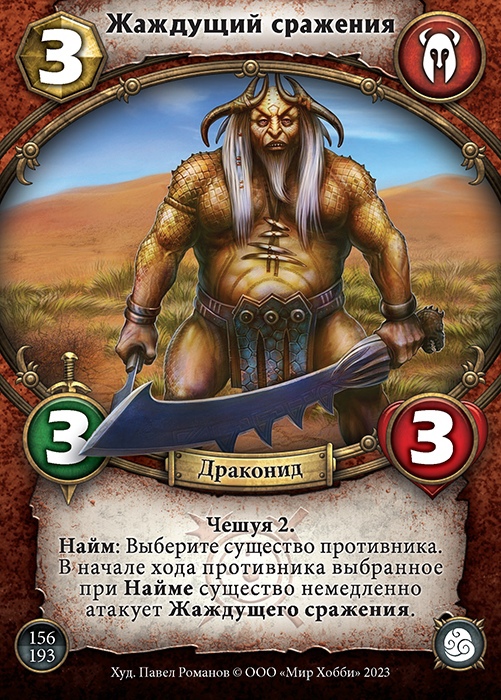 Жаждущий сражения
3
3
3
Драконид
Чешуя 2.
Найм: Выберите существо противника.
В начале хода противника выбранное
при Найме существо немедленно
атакует Жаждущего сражения.
156
193
Худ. Павел Романов © ООО «Мир Хобби» 2023